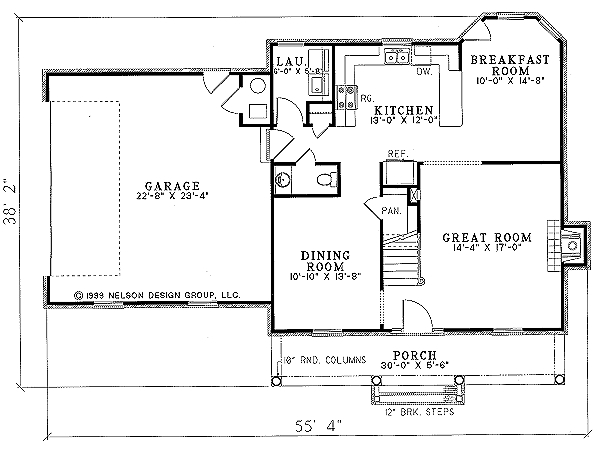 LAU.
6'-0" X 5'-8"
BREAKFAST
ROOM
10'-0" X 14'-8"
DW.
RG.
KITCHEN
13'-0" X 12'-0"
REF.
GARAGE
22'-8" X 23'-4"
PAN.
38' 2"
GREAT ROOM
14'-4" X 17'-0"
DINING
ROOM
10'-10" X 13'-8"
© 1999 NELSON DESIGN GROUP, LLC.
10" RND. COLUMNS
PORCH
30'-0" X 5'-6"
12" BRK. STEPS
55' 4"